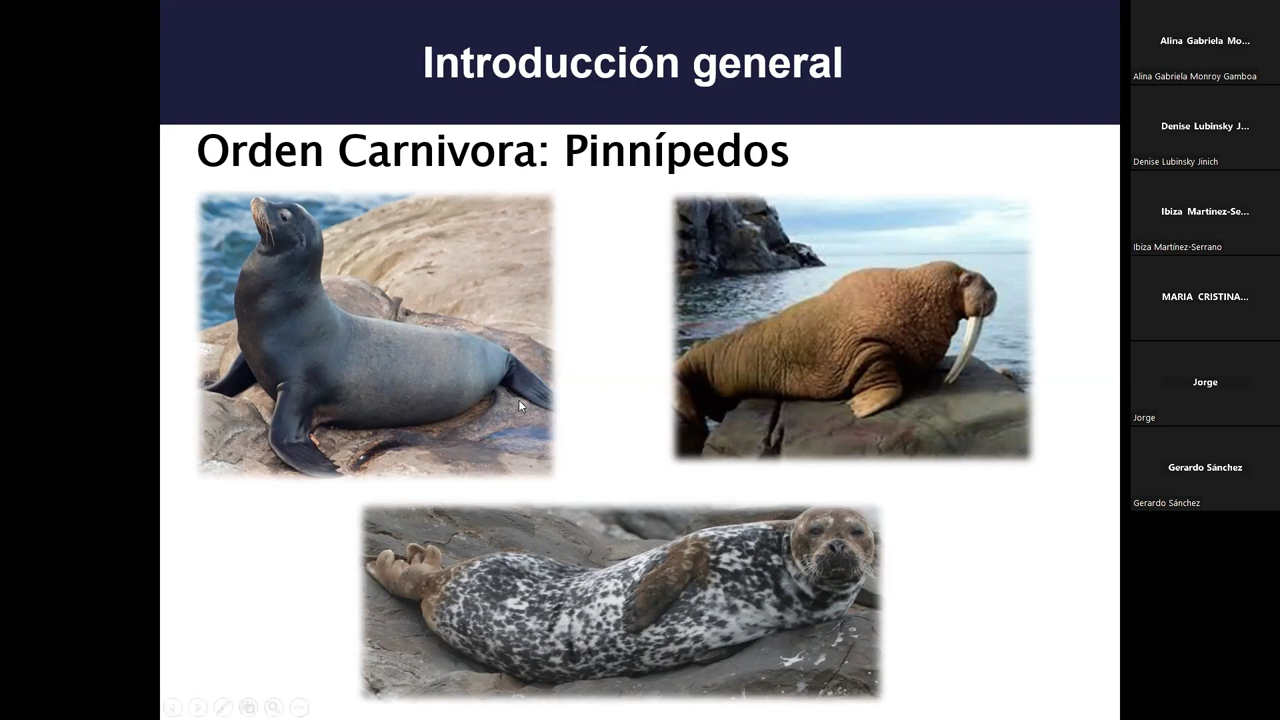 Introducción general
Orden Carnivora: Pinnípedos
Alina Gabriela Mo...
Alina Gabriela Monroy Gamboa
Denise Lubinsky J...
Denise Lubinsky Jinich
Ibiza Martínez-Se...
Ibiza Martínez-Serrano
MARIA CRISTINA...
Jorge
Jorge
Gerardo Sánchez
Gerardo Sánchez